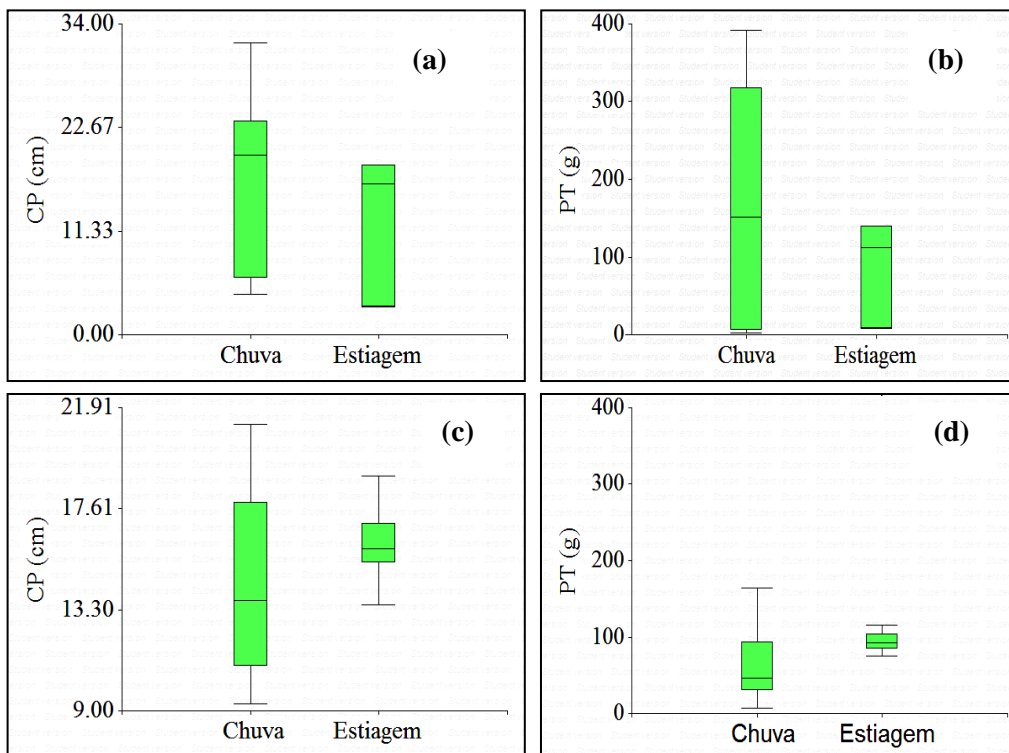 34.00
(a)
22.67
CP (cm)
11.33
0.00
Chuva Estiagem
400
(b)
300
PT (g)
200
100
0
Chuva Estiagem
21.91
(c)
17.61
CP (cm)
13.30
9.00
Chuva Estiagem
400
(d)
300
PT (g)
200
100
0
Chuva Estiagem
Student version